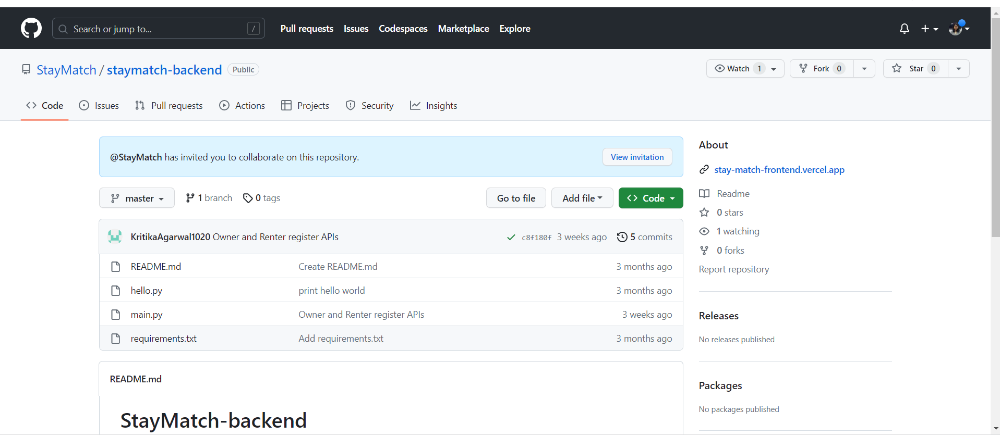 Search or jump to... /
Pull requests Issues Codespaces Marketplace Explore
StayMatch / staymatch-backend Public
Watch 1 Fork 0 Star 0
Code Issues Pull requests Actions Projects Security Insights
@StayMatch has invited you to collaborate on this repository. View invitation
master 1 branch 0 tags Go to file Add file Code
KritikaAgarwal1020 Owner and Renter register APIs c8f180f 3 weeks ago 5 commits
README.md Create README.md 3 months ago
hello.py print hello world 3 months ago
main.py Owner and Renter register APIs 3 weeks ago
requirements.txt Add requirements.txt 3 months ago
README.md
StayMatch-backend
About
stay-match-frontend.vercel.app
Readme
0 stars
1 watching
0 forks
Report repository
Releases
No releases published
Packages
No packages published